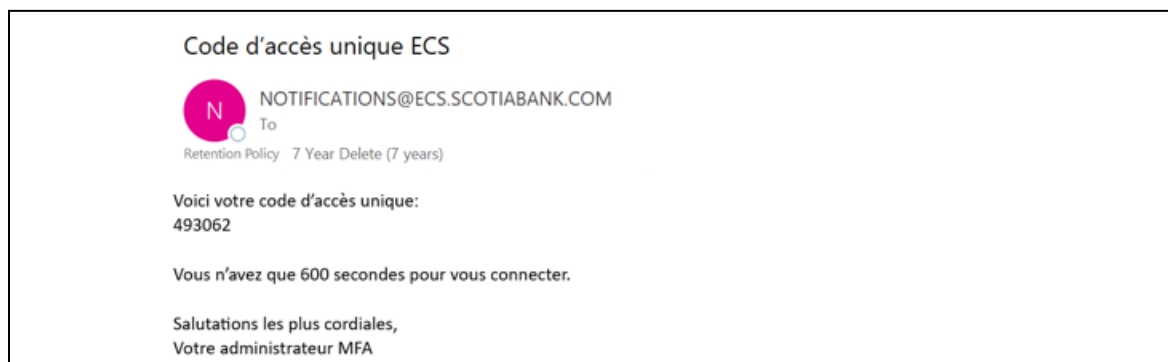 Code d’accès unique ECS
N
NOTIFICATIONS@ECS.SCOTIABANK.COM
To
Retention Policy 7 Year Delete (7 years)
Voici votre code d’accès unique:
493062
Vous n’avez que 600 secondes pour vous connecter.
Salutations les plus cordiales,
Votre administrateur MFA